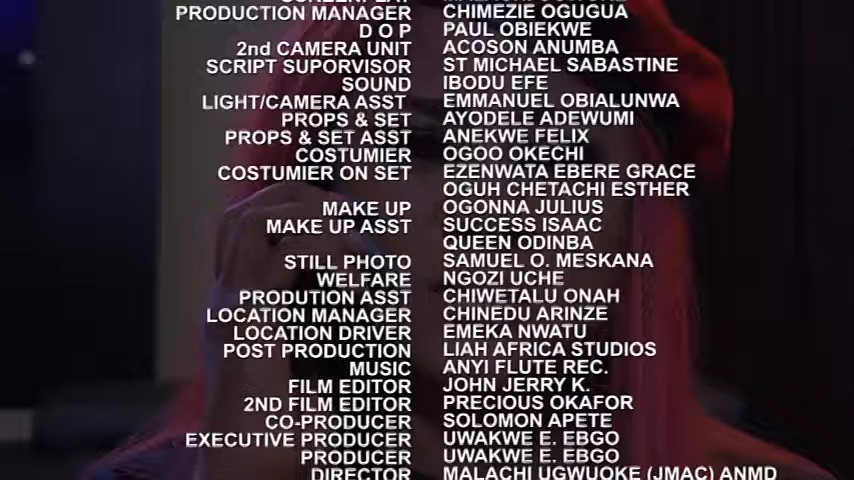 PRODUCTION MANAGER CHIMEZIE OGUGUA
D O P PAUL OBIEKWE
2nd CAMERA UNIT ACOSON ANUMBA
SCRIPT SUPORVISOR ST MICHAEL SABASTINE
SOUND IBODU EFE
LIGHT/CAMERA ASST EMMANUEL OBIALUNWA
PROPS & SET AYODELE ADEWUMI
PROPS & SET ASST ANEKWE FELIX
COSTUMIER OGOO OKECHI
COSTUMIER ON SET EZENWATA EBERE GRACE
OGUH CHETACHI ESTHER
MAKE UP OGONNA JULIUS
MAKE UP ASST SUCCESS ISAAC
QUEEN ODINBA
STILL PHOTO SAMUEL O. MESKANA
WELFARE NGOZI UCHE
PRODUTION ASST CHIWETALU ONAH
LOCATION MANAGER CHINEDU ARINZE
LOCATION DRIVER EMEKA NWATU
POST PRODUCTION LIAH AFRICA STUDIOS
MUSIC ANYI FLUTE REC.
FILM EDITOR JOHN JERRY K.
2ND FILM EDITOR PRECIOUS OKAFOR
CO-PRODUCER SOLOMON APETE
EXECUTIVE PRODUCER UWAKWE E. EBGO
PRODUCER UWAKWE E. EBGO
DIRECTOR MALACHI UGWUOKE (JMAC) ANMD